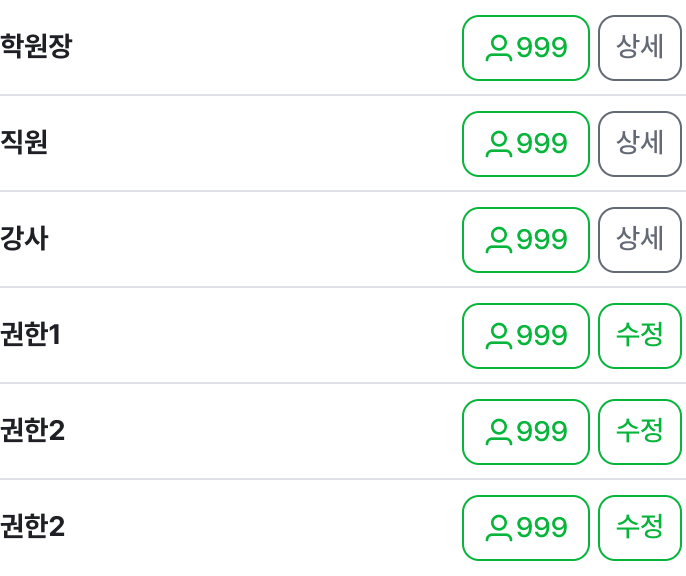 학원장 999 상세
직원 999 상세
강사 999 상세
권한1 999 수정
권한2 999 수정
권한2 999 수정